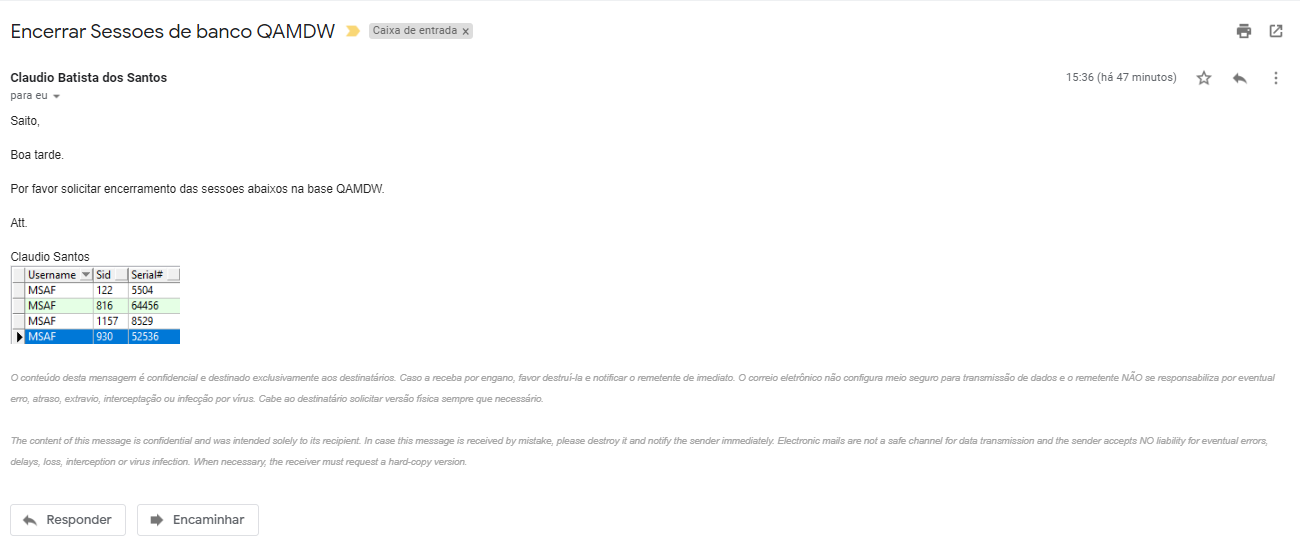 Encerrar Sessoes de banco QAMDW Caixa de entrada x
Claudio Batista dos Santos 15:36 (há 47 minutos)
para eu
Saito,
Boa tarde.
Por favor solicitar encerramento das sessoes abaixos na base QAMDW.
Att.
Claudio Santos
Username Sid Serial#
MSAF 122 5504
MSAF 816 64456
MSAF 1157 8529
MSAF 930 52536
O conteúdo desta mensagem é confidencial e destinado exclusivamente aos destinatários. Caso a receba por engano, favor destruí-la e notificar o remetente de imediato. O correio eletrônico não configura meio seguro para transmissão de dados e o remetente NÃO se responsabiliza por eventual
erro, atraso, extravio, interceptação ou infecção por vírus. Cabe ao destinatário solicitar versão física sempre que necessário.
The content of this message is confidential and was intended solely to its recipient. In case this message is received by mistake, please destroy it and notify the sender immediately. Electronic mails are not a safe channel for data transmission and the sender accepts NO liability for eventual errors,
delays, loss, interception or virus infection. When necessary, the receiver must request a hard-copy version.
Responder Encaminhar